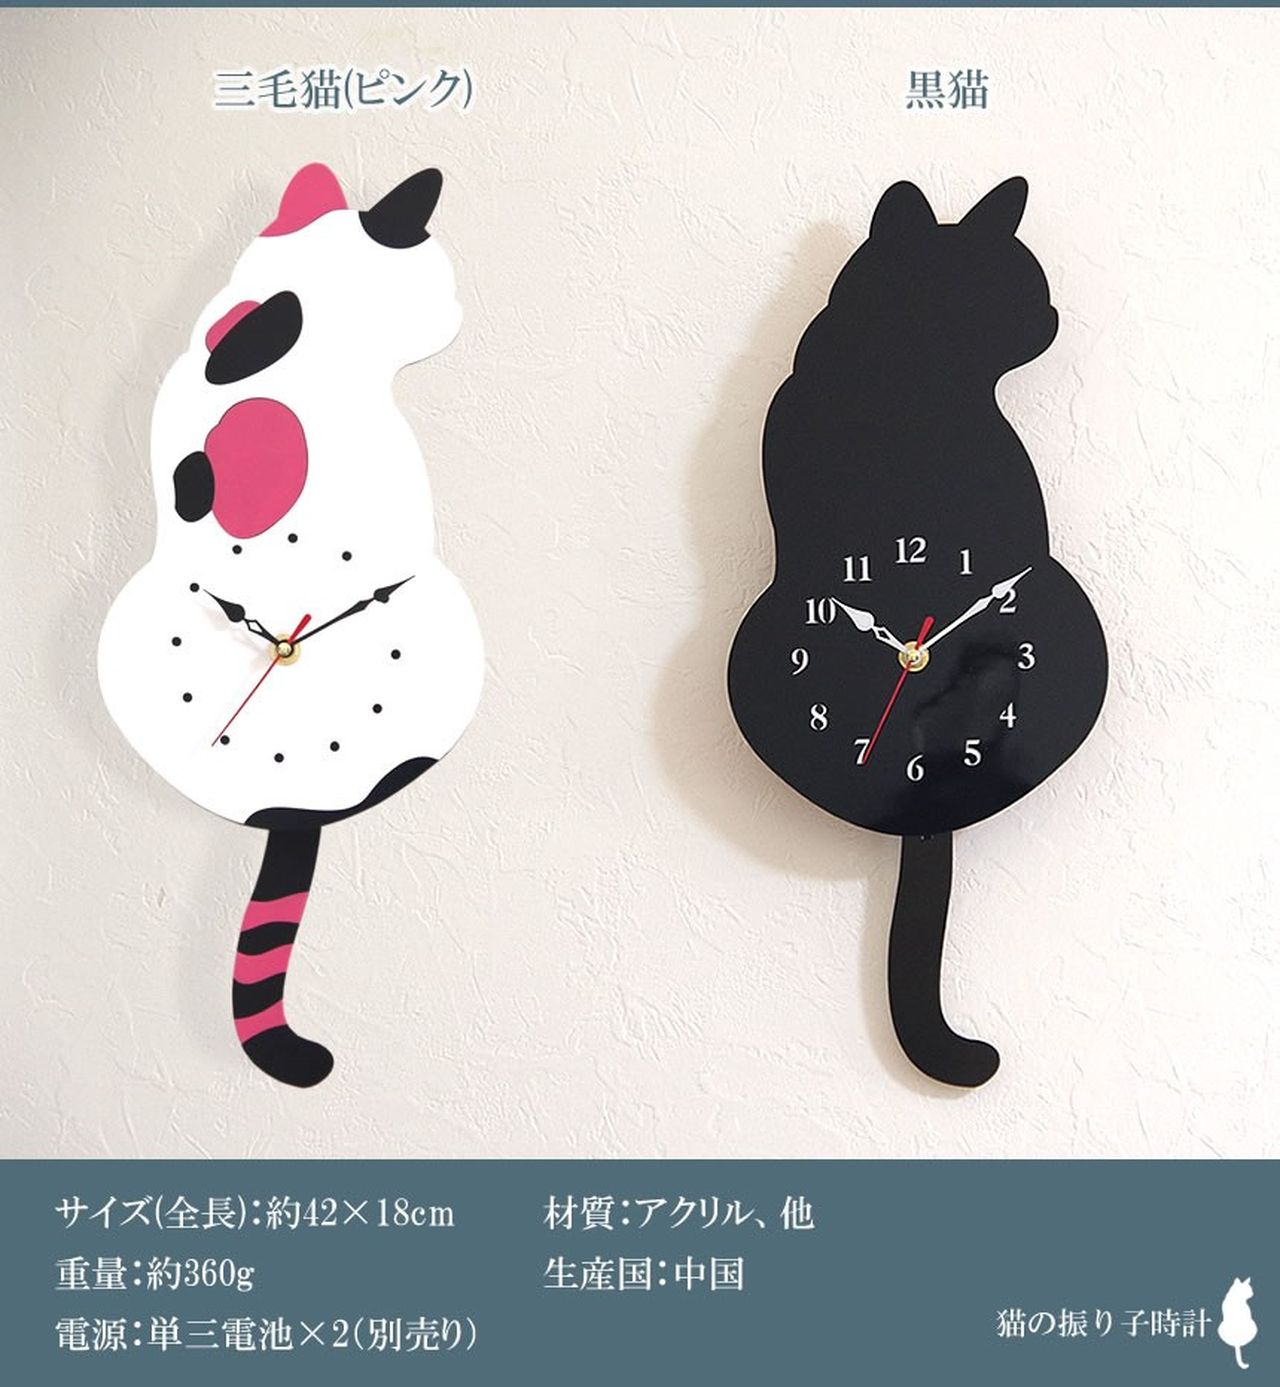 三毛猫(ピンク)
黒猫
12
11
1
10
2
9
3
8
4
7
5
6
サイズ(全長):約42×18cm
重量:約360g
電源:単三電池×2(別売り)
材質:アクリル、他
生産国:中国
猫の振り子時計